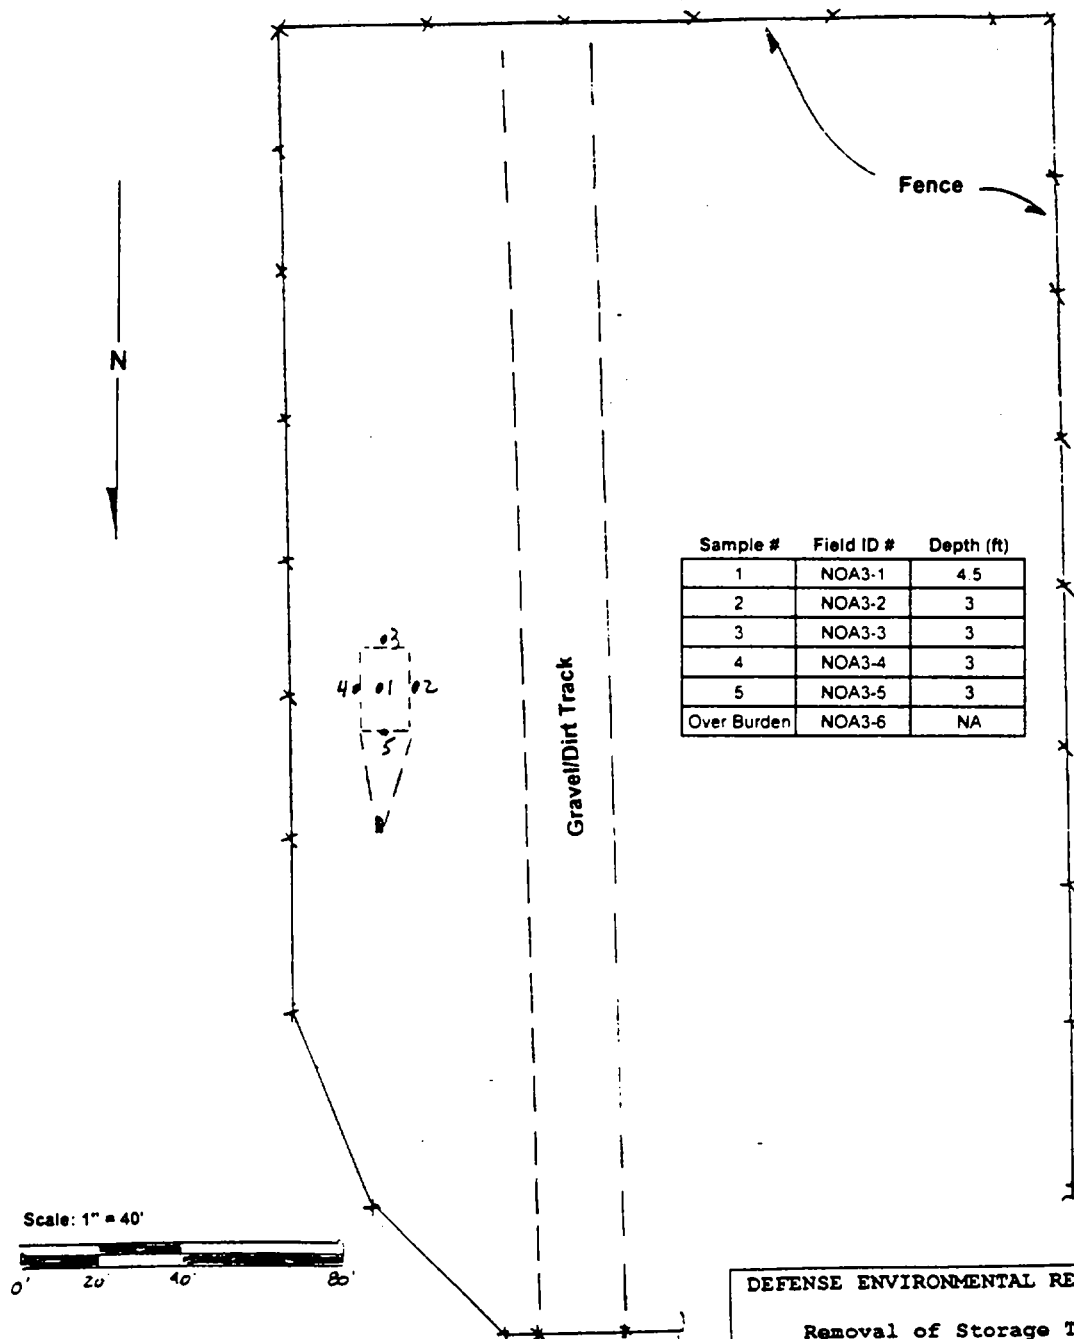 Fence
N
Sample # Field ID # Depth (ft)
1 NOA3-1 4.5
2 NOA3-2 3
3 NOA3-3 3
4 NOA3-4 3
5 NOA3-5 3
Over Burden NOA3-6 NA
3
4 1 2
5
Gravel/Dirt Track
Scale: 1" = 40'
0' 20' 40' 80'
DEFENSE ENVIRONMENTAL RE
Removal of Storage T